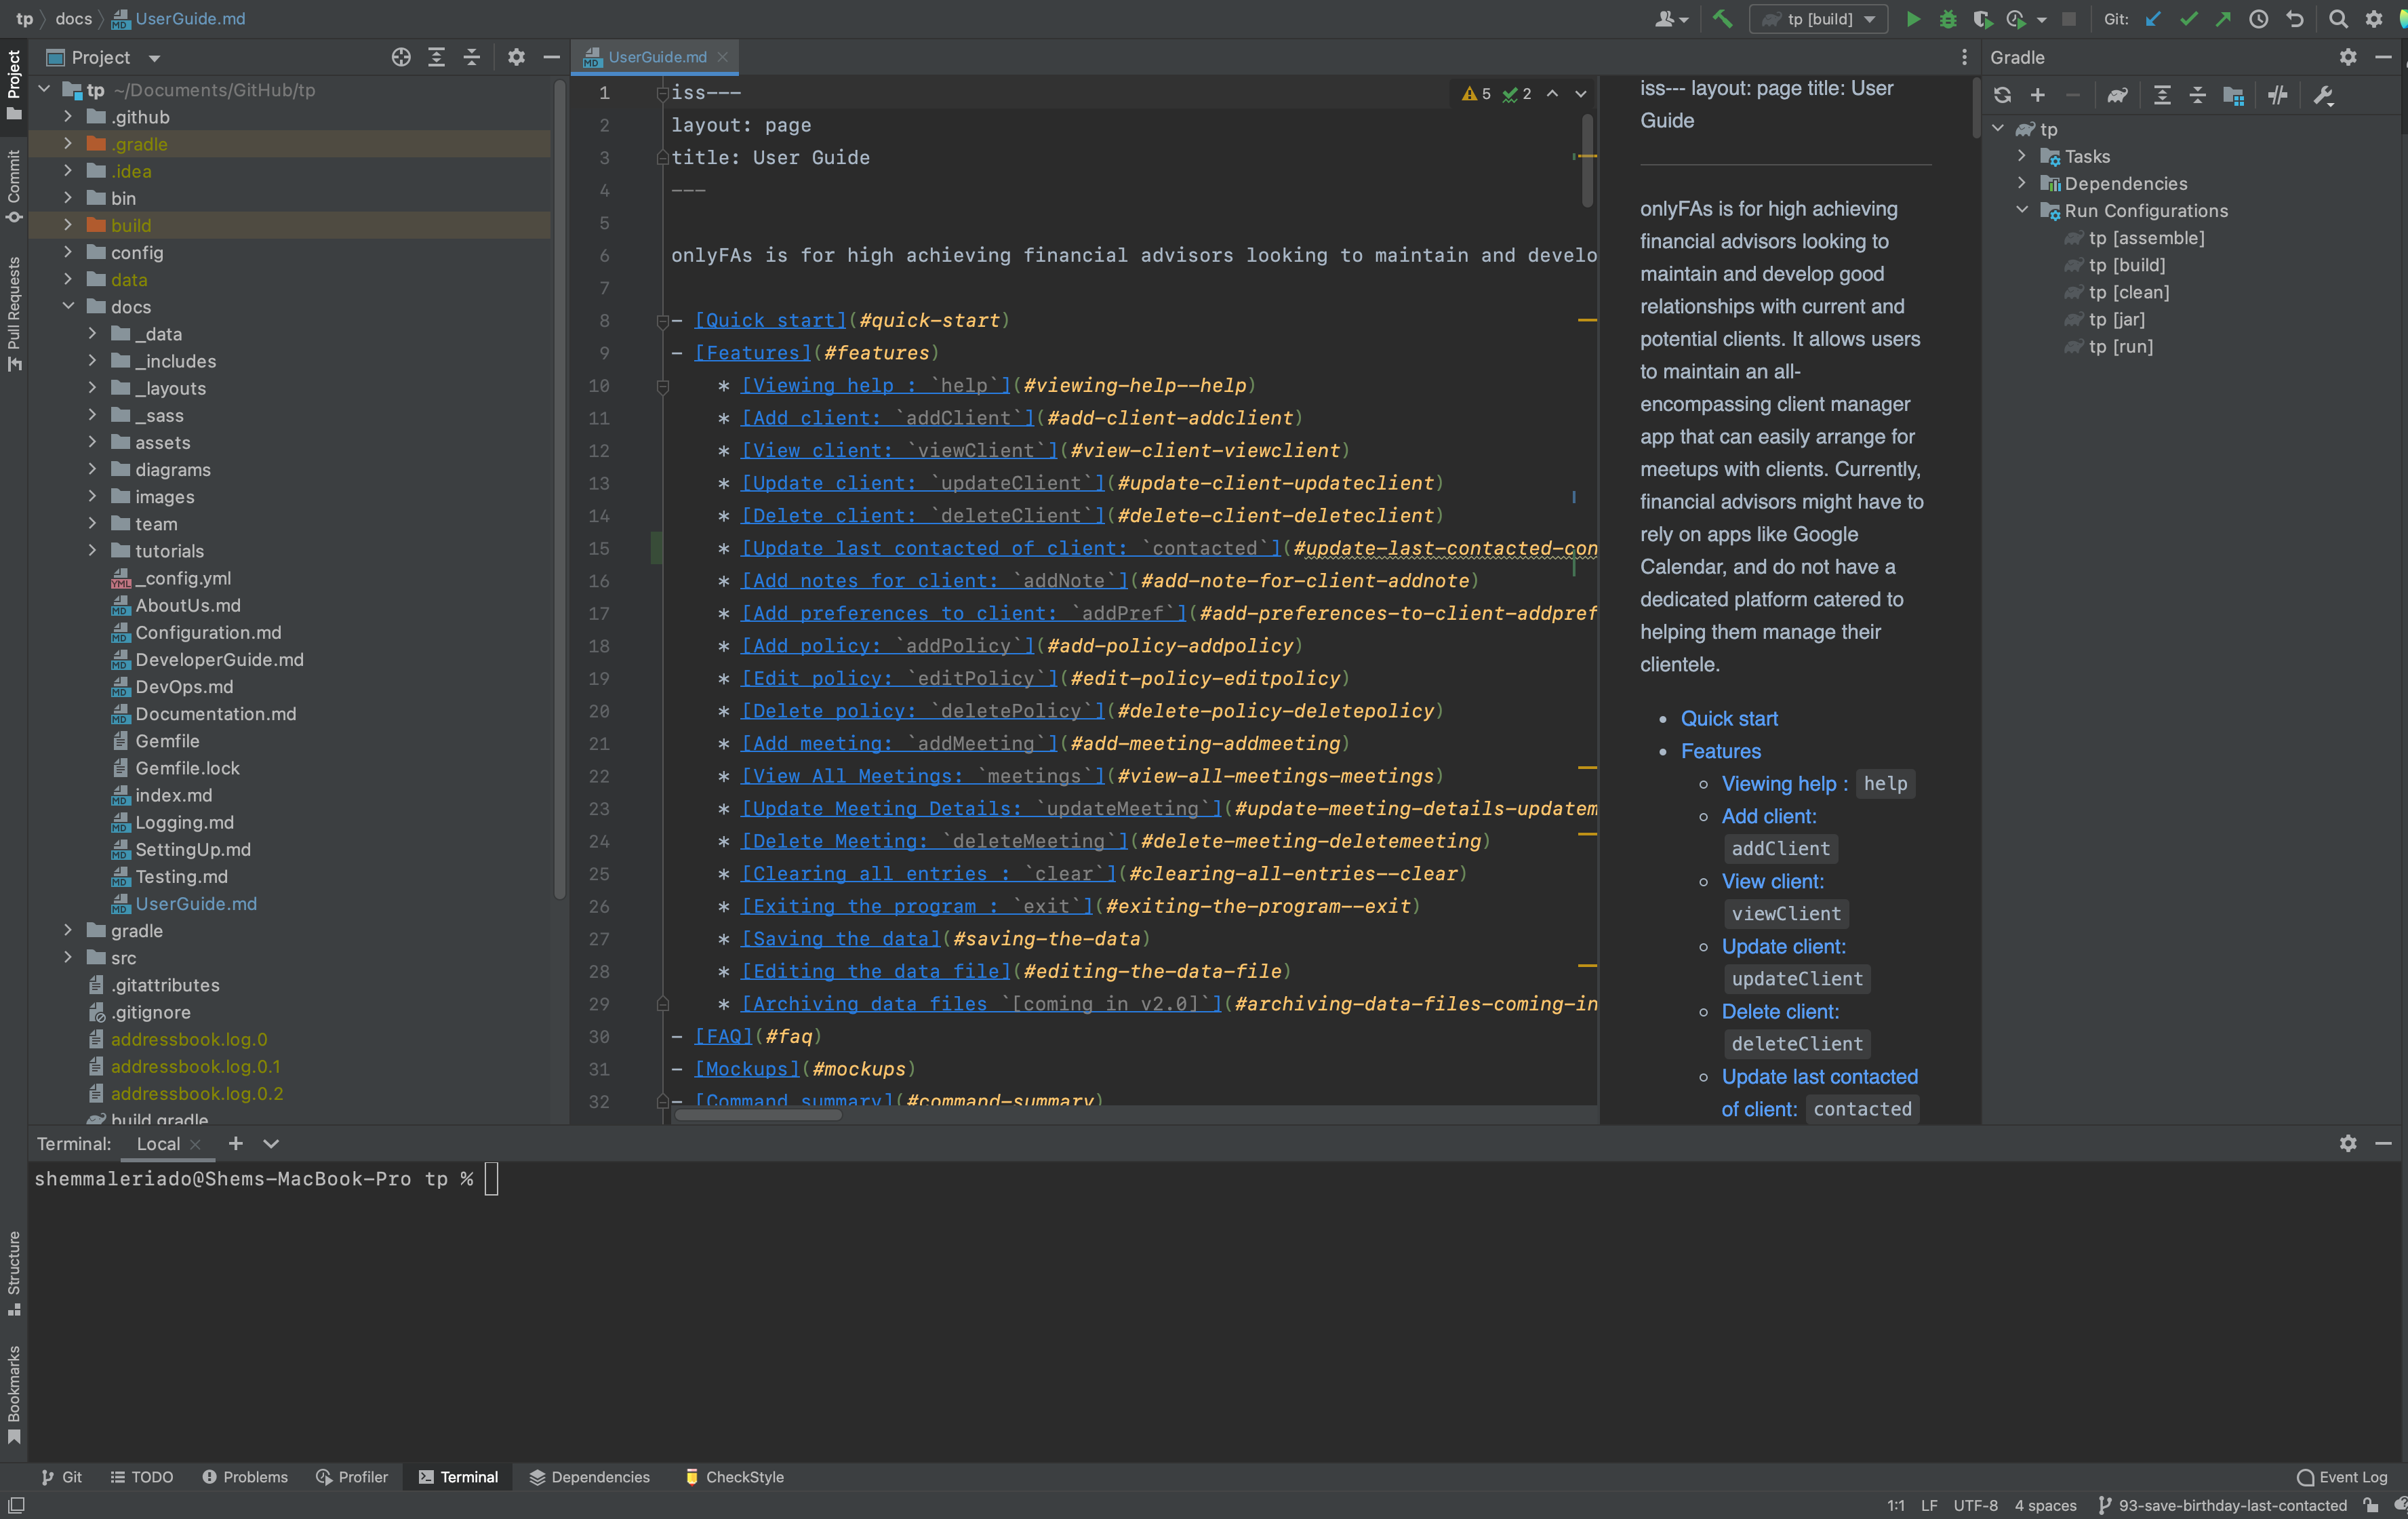 tp docs UserGuide.md
tp [build]
Git:
Project
Commit
Pull Requests
Structure
Bookmarks
Project
tp ~/Documents/GitHub/tp
.github
.gradle
.idea
bin
build
config
data
docs
_data
_includes
_layouts
_sass
assets
diagrams
images
team
tutorials
_config.yml
AboutUs.md
Configuration.md
DeveloperGuide.md
DevOps.md
Documentation.md
Gemfile
Gemfile.lock
index.md
Logging.md
SettingUp.md
Testing.md
UserGuide.md
gradle
src
.gitattributes
.gitignore
addressbook.log.0
addressbook.log.0.1
addressbook.log.0.2
build.gradle
UserGuide.md
5 2
1 iss---
2 layout: page
3 title: User Guide
4 ---
5
6 onlyFAs is for high achieving financial advisors looking to maintain and develo
7
8 - [Quick start](#quick-start)
9 - [Features](#features)
10 * [Viewing help : `help`](#viewing-help--help)
11 * [Add client: `addClient`](#add-client-addclient)
12 * [View client: `viewClient`](#view-client-viewclient)
13 * [Update client: `updateClient`](#update-client-updateclient)
14 * [Delete client: `deleteClient`](#delete-client-deleteclient)
15 * [Update last contacted of client: `contacted`](#update-last-contacted-con
16 * [Add notes for client: `addNote`](#add-note-for-client-addnote)
17 * [Add preferences to client: `addPref`](#add-preferences-to-client-addpref
18 * [Add policy: `addPolicy`](#add-policy-addpolicy)
19 * [Edit policy: `editPolicy`](#edit-policy-editpolicy)
20 * [Delete policy: `deletePolicy`](#delete-policy-deletepolicy)
21 * [Add meeting: `addMeeting`](#add-meeting-addmeeting)
22 * [View All Meetings: `meetings`](#view-all-meetings-meetings)
23 * [Update Meeting Details: `updateMeeting`](#update-meeting-details-updatem
24 * [Delete Meeting: `deleteMeeting`](#delete-meeting-deletemeeting)
25 * [Clearing all entries : `clear`](#clearing-all-entries--clear)
26 * [Exiting the program : `exit`](#exiting-the-program--exit)
27 * [Saving the data](#saving-the-data)
28 * [Editing the data file](#editing-the-data-file)
29 * [Archiving data files `[coming in v2.0]`](#archiving-data-files-coming-in
30 - [FAQ](#faq)
31 - [Mockups](#mockups)
32 - [Command summary](#command-summary)
iss--- layout: page title: User
Guide
onlyFAs is for high achieving
financial advisors looking to
maintain and develop good
relationships with current and
potential clients. It allows users
to maintain an all-
encompassing client manager
app that can easily arrange for
meetups with clients. Currently,
financial advisors might have to
rely on apps like Google
Calendar, and do not have a
dedicated platform catered to
helping them manage their
clientele.
• Quick start
• Features
Viewing help : help
Add client:
addClient
View client:
viewClient
Update client:
updateClient
Delete client:
deleteClient
Update last contacted
of client: contacted
Gradle
tp
Tasks
Dependencies
Run Configurations
tp [assemble]
tp [build]
tp [clean]
tp [jar]
tp [run]
Terminal: Local
shemmaleriado@Shems-MacBook-Pro tp %
Git TODO Problems Profiler Terminal Dependencies CheckStyle Event Log
1:1 LF UTF-8 4 spaces 93-save-birthday-last-contacted